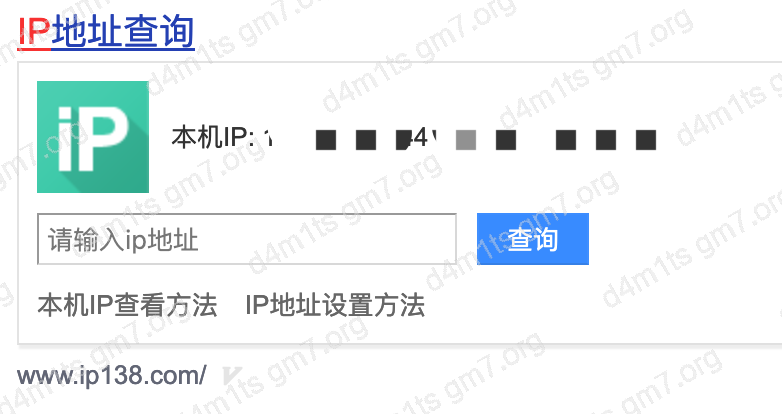 IP地址查询
iP
本机IP:
请输入ip地址
查询
本机IP查看方法 IP地址设置方法
www.ip138.com/
d4m1ts gm7.org